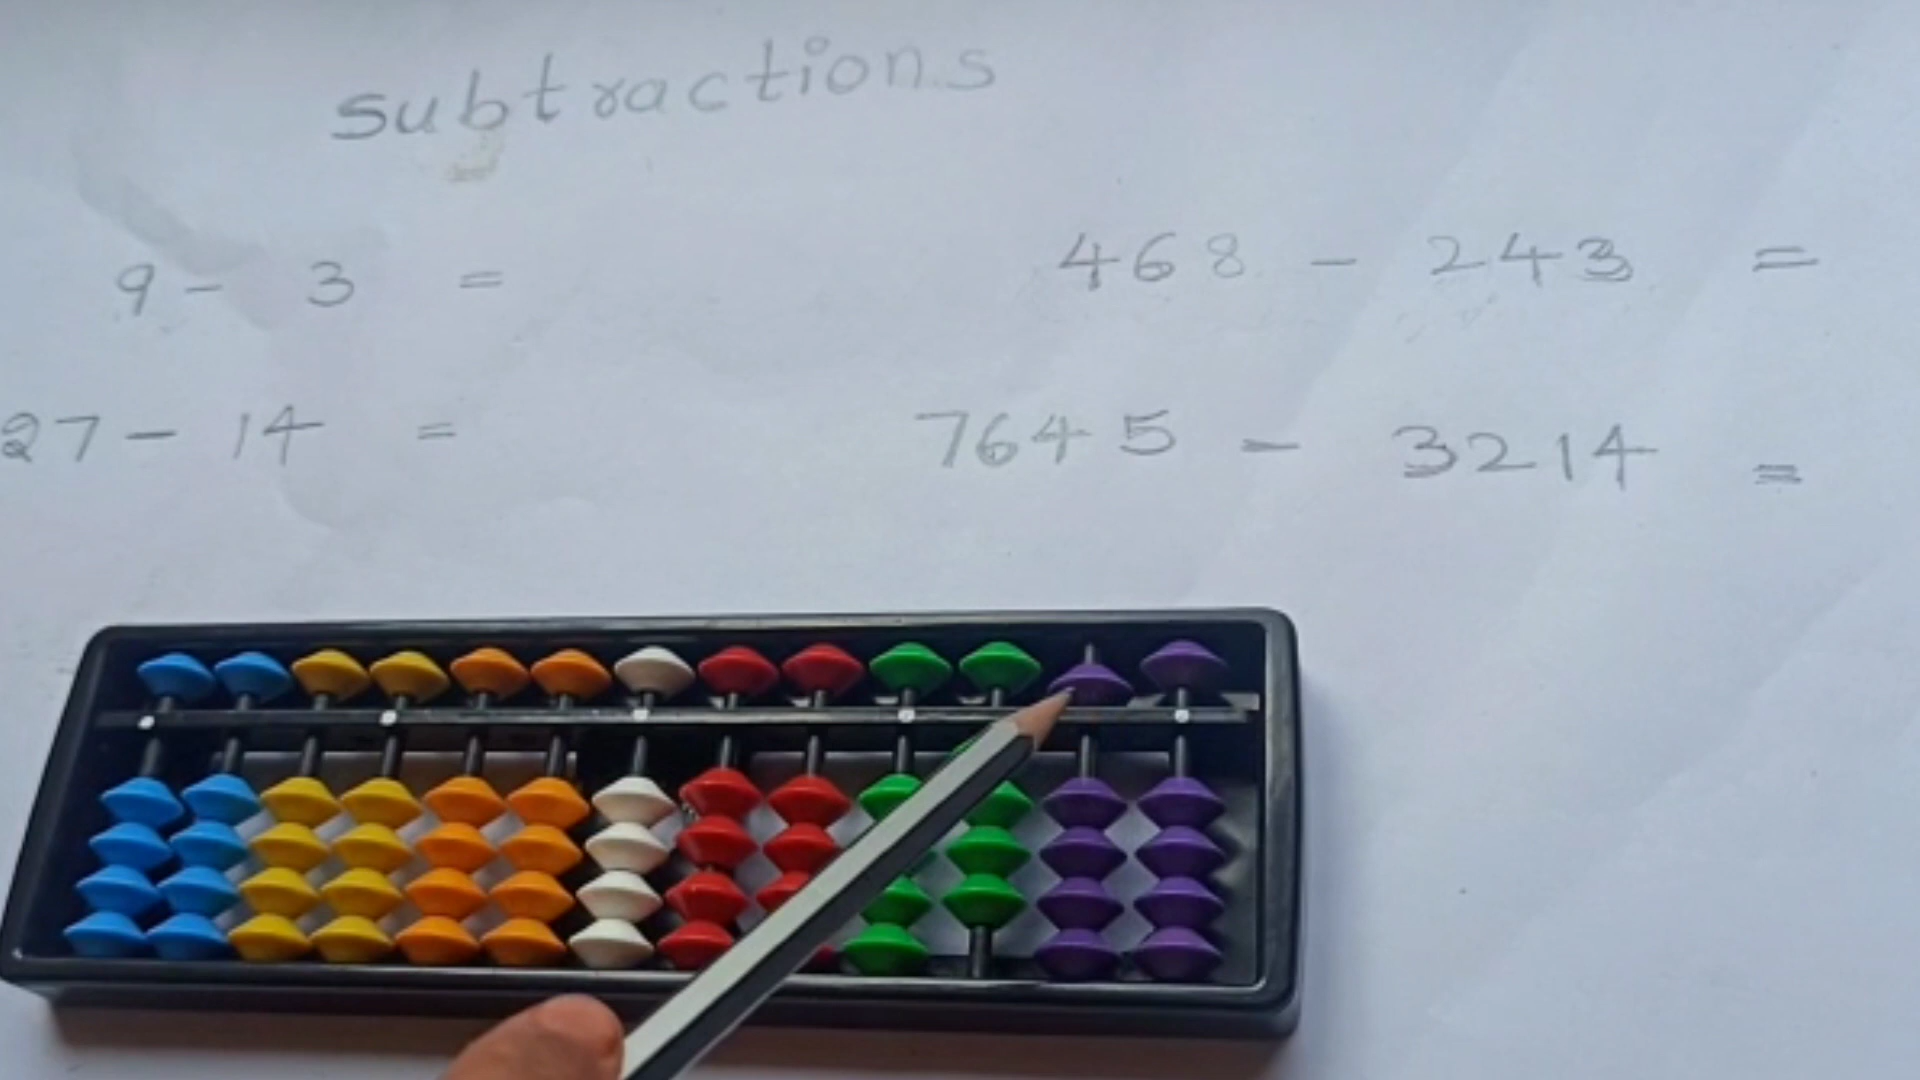 subtractions
9 - 3 =
468 - 243 =
27 - 14 =
7645 - 3214 =